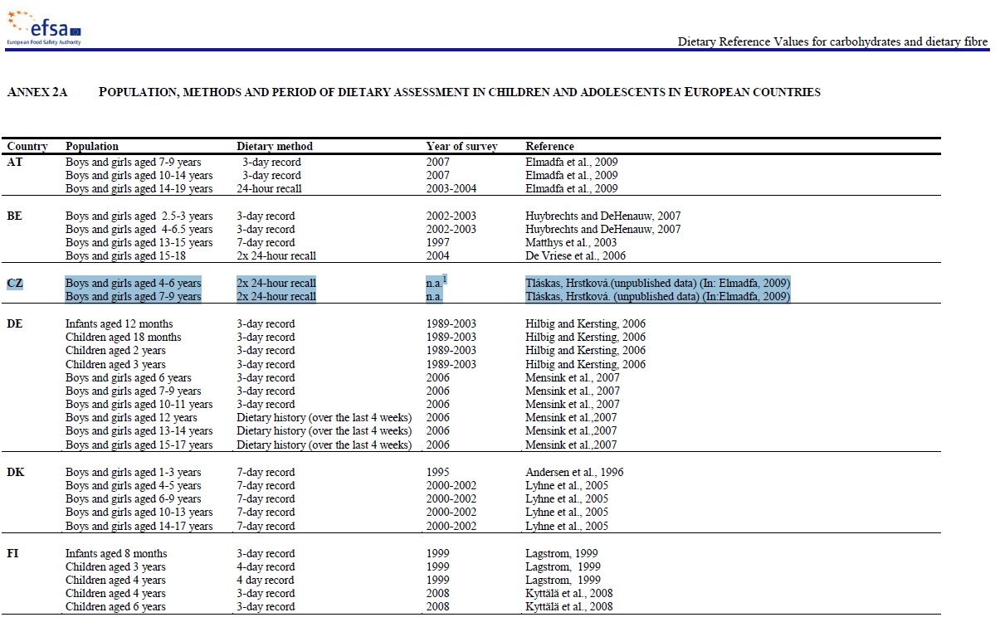 efsa
European Food Safety Authority
Dietary Reference Values for carbohydrates and dietary fibre
ANNEX 2A POPULATION, METHODS AND PERIOD OF DIETARY ASSESSMENT IN CHILDREN AND ADOLESCENTS IN EUROPEAN COUNTRIES
Country Population Dietary method Year of survey Reference
AT Boys and girls aged 7-9 years 3-day record 2007 Elmadfa et al., 2009
Boys and girls aged 10-14 years 3-day record 2007 Elmadfa et al., 2009
Boys and girls aged 14-19 years 24-hour recall 2003-2004 Elmadfa et al., 2009
BE Boys and girls aged 2.5-3 years 3-day record 2002-2003 Huybrechts and DeHenauw, 2007
Boys and girls aged 4-6.5 years 3-day record 2002-2003 Huybrechts and DeHenauw, 2007
Boys and girls aged 13-15 years 7-day record 1997 Matthys et al., 2003
Boys and girls aged 15-18 2x 24-hour recall 2004 De Vriese et al., 2006
CZ Boys and girls aged 4-6 years 2x 24-hour recall n.a.1 Tláskas, Hrstková.(unpublished data) (In: Elmadfa, 2009)
Boys and girls aged 7-9 years 2x 24-hour recall n.a. Tláskas, Hrstková. (unpublished data) (In:Elmadfa, 2009)
DE Infants aged 12 months 3-day record 1989-2003 Hilbig and Kersting, 2006
Children aged 18 months 3-day record 1989-2003 Hilbig and Kersting, 2006
Children aged 2 years 3-day record 1989-2003 Hilbig and Kersting, 2006
Children aged 3 years 3-day record 1989-2003 Hilbig and Kersting, 2006
Boys and girls aged 6 years 3-day record 2006 Mensink et al., 2007
Boys and girls aged 7-9 years 3-day record 2006 Mensink et al., 2007
Boys and girls aged 10-11 years 3-day record 2006 Mensink et al., 2007
Boys and girls aged 12 years Dietary history (over the last 4 weeks) 2006 Mensink et al.,2007
Boys and girls aged 13-14 years Dietary history (over the last 4 weeks) 2006 Mensink et al.,2007
Boys and girls aged 15-17 years Dietary history (over the last 4 weeks) 2006 Mensink et al.,2007
DK Boys and girls aged 1-3 years 7-day record 1995 Andersen et al., 1996
Boys and girls aged 4-5 years 7-day record 2000-2002 Lyhne et al., 2005
Boys and girls aged 6-9 years 7-day record 2000-2002 Lyhne et al., 2005
Boys and girls aged 10-13 years 7-day record 2000-2002 Lyhne et al., 2005
Boys and girls aged 14-17 years 7-day record 2000-2002 Lyhne et al., 2005
FI Infants aged 8 months 3-day record 1999 Lagstrom, 1999
Children aged 3 years 4-day record 1999 Lagstrom, 1999
Children aged 4 years 4 day record 1999 Lagstrom, 1999
Children aged 4 years 3-day record 2008 Kyttälä et al., 2008
Children aged 6 years 3-day record 2008 Kyttälä et al., 2008